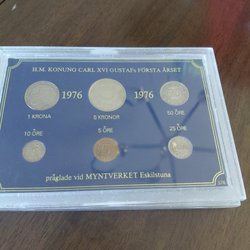 H.M. KONUNG CARL XVI GUSTAFs FÖRSTA ÅRSET
1976 1976
1 KRONA 5 KRONOR 50 ÖRE
10 ÖRE 5 ÖRE 25 ÖRE
präglade vid MYNTVERKET Eskilstuna